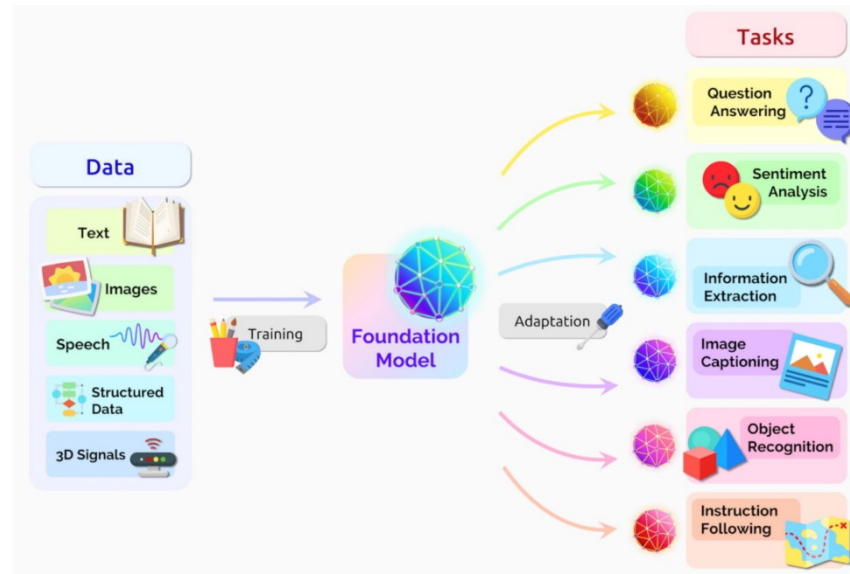 Data
Text
Images
Speech
Structured
Data
3D Signals
Training
Foundation
Model
Adaptation
Tasks
Question
Answering
Sentiment
Analysis
Information
Extraction
Image
Captioning
Object
Recognition
Instruction
Following